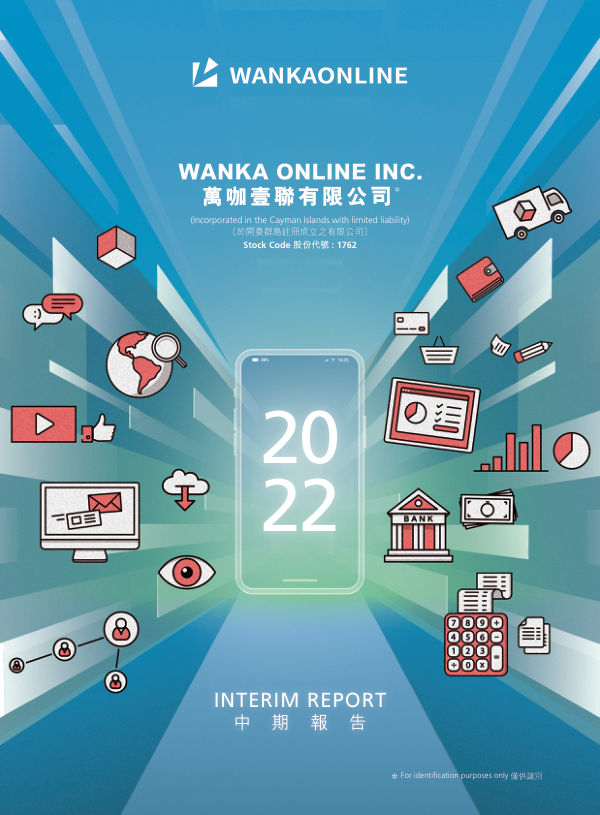 WANKAONLINE
WANKA ONLINE INC.
萬咖壹聯有限公司*
(Incorporated in the Cayman Islands with limited liability)
（於開曼群島註冊成立之有限公司）
Stock Code 股份代號 : 1762
20
22
BANK
7 8 9 +
4 5 6 −
1 2 3 =
÷ 0 x
INTERIM REPORT
中期報告
* For identification purposes only 僅供識別